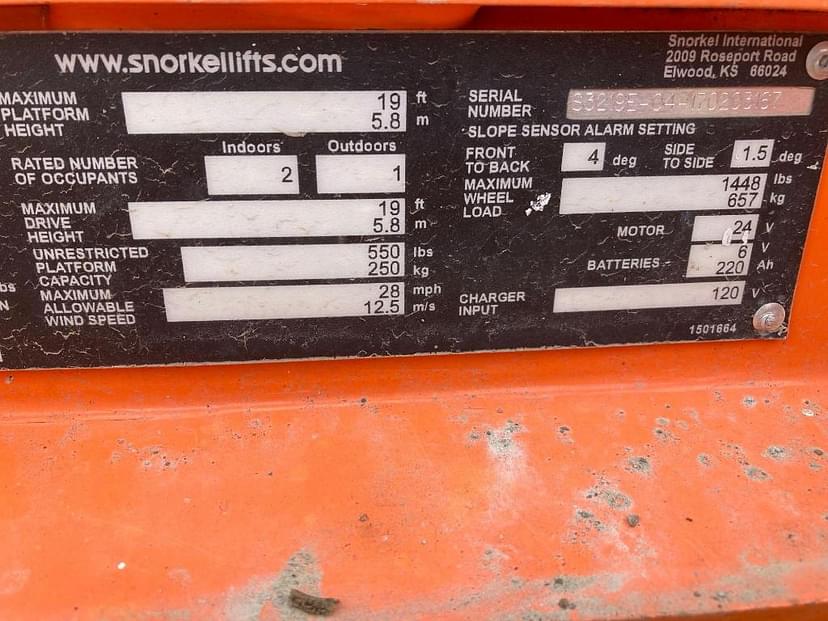 www.snorkellifts.com
Snorkel International
2009 Roseport Road
Elwood, KS 66024
MAXIMUM
PLATFORM
HEIGHT
19 ft
5.8 m
Indoors Outdoors
RATED NUMBER
OF OCCUPANTS
2 1
MAXIMUM
DRIVE
HEIGHT
19 ft
5.8 m
UNRESTRICTED
PLATFORM
CAPACITY
550 lbs
250 kg
MAXIMUM
ALLOWABLE
WIND SPEED
28 mph
12.5 m/s
SERIAL
NUMBER
S3219E-04-170203167
SLOPE SENSOR ALARM SETTING
FRONT
TO BACK
4 deg
SIDE
TO SIDE
1.5 deg
MAXIMUM
WHEEL
LOAD
1448 lbs
657 kg
MOTOR 24 V
BATTERIES
6 V
220 Ah
CHARGER
INPUT
120 V
1501664